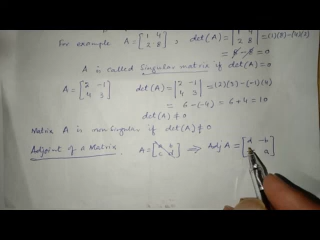 For example A = [1 4 2 8] , det(A) = |1 4 2 8| = (1)(8)-(4)(2)
= 8-8 = 0
A is called Singular matrix if det(A) = 0
A = [2 -1 4 3] det(A) = |2 -1 4 3| = (2)(3)-(-1)(4)
= 6-(-4) = 6+4 = 10
det(A) ≠ 0
Matrix A is nonsingular if det(A) ≠ 0
Adjoint of a Matrix. A = [a b c d] ⇒ Adj A = [d -b a]